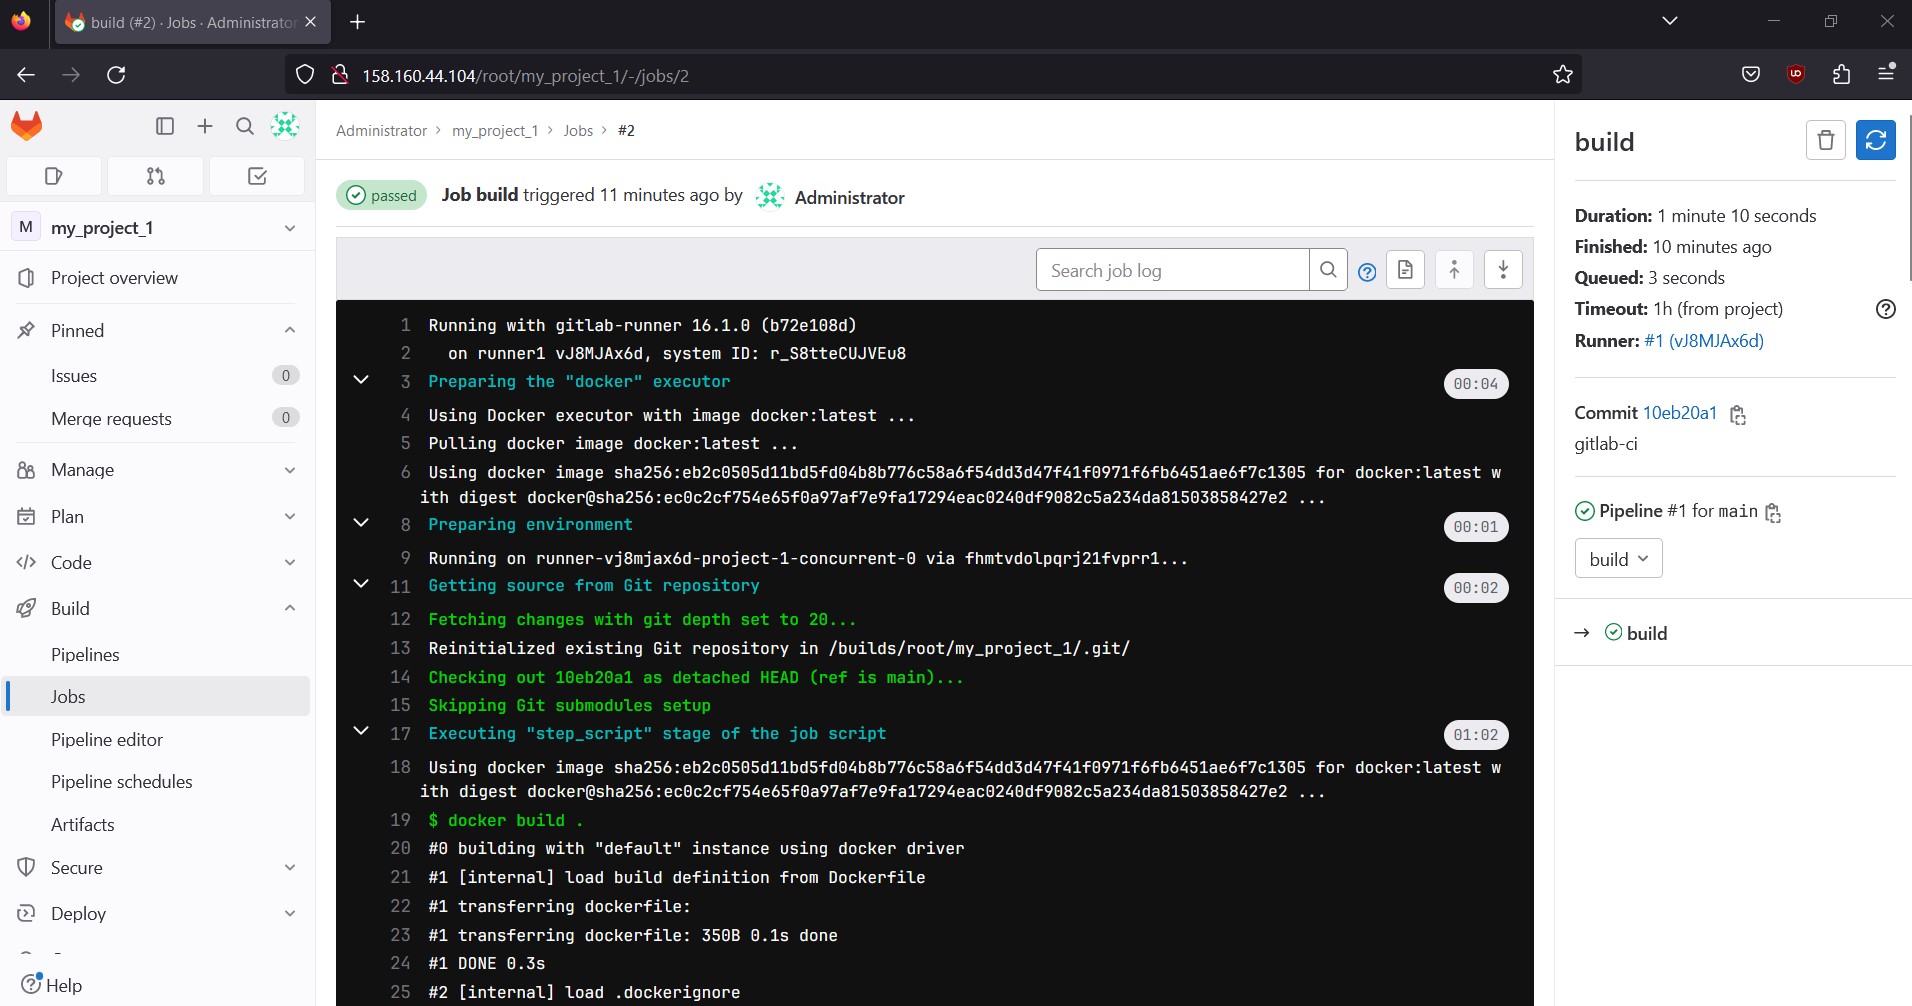 build (#2) · Jobs · Administrator
158.160.44.104/root/my_project_1/-/jobs/2
M my_project_1
Project overview
Pinned
Issues 0
Merge requests 0
Manage
Plan
Code
Build
Pipelines
Jobs
Pipeline editor
Pipeline schedules
Artifacts
Secure
Deploy
Help
Administrator › my_project_1 › Jobs › #2
passed Job build triggered 11 minutes ago by Administrator
Search job log
1 Running with gitlab-runner 16.1.0 (b72e108d)
2 on runner1 vJ8MJAx6d, system ID: r_S8tteCUJVEu8
3 Preparing the "docker" executor 00:04
4 Using Docker executor with image docker:latest ...
5 Pulling docker image docker:latest ...
6 Using docker image sha256:eb2c0505d11bd5fd04b8b776c58a6f54dd3d47f41f0971f6fb6451ae6f7c1305 for docker:latest w
ith digest docker@sha256:ec0c2cf754e65f0a97af7e9fa17294eac0240df9082c5a234da81503858427e2 ...
8 Preparing environment 00:01
9 Running on runner-vj8mjax6d-project-1-concurrent-0 via fhmtvdolpqrj21fvprr1...
11 Getting source from Git repository 00:02
12 Fetching changes with git depth set to 20...
13 Reinitialized existing Git repository in /builds/root/my_project_1/.git/
14 Checking out 10eb20a1 as detached HEAD (ref is main)...
15 Skipping Git submodules setup
17 Executing "step_script" stage of the job script 01:02
18 Using docker image sha256:eb2c0505d11bd5fd04b8b776c58a6f54dd3d47f41f0971f6fb6451ae6f7c1305 for docker:latest w
ith digest docker@sha256:ec0c2cf754e65f0a97af7e9fa17294eac0240df9082c5a234da81503858427e2 ...
19 $ docker build .
20 #0 building with "default" instance using docker driver
21 #1 [internal] load build definition from Dockerfile
22 #1 transferring dockerfile:
23 #1 transferring dockerfile: 350B 0.1s done
24 #1 DONE 0.3s
25 #2 [internal] load .dockerignore
build
Duration: 1 minute 10 seconds
Finished: 10 minutes ago
Queued: 3 seconds
Timeout: 1h (from project)
Runner: #1 (vJ8MJAx6d)
Commit 10eb20a1
gitlab-ci
Pipeline #1 for main
build
→ build